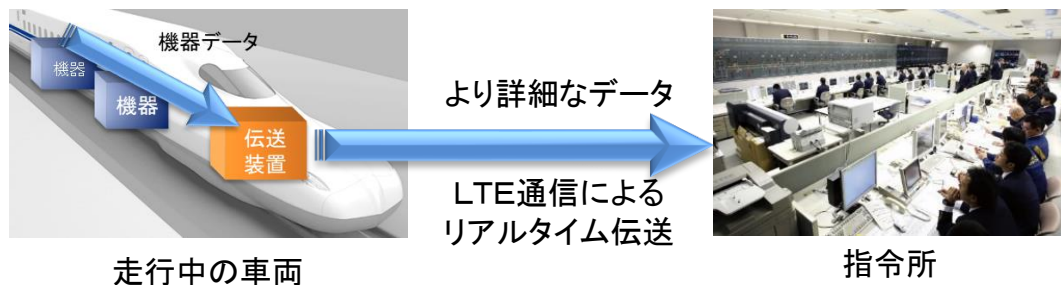 機器データ
機器
機器
伝送
装置
より詳細なデータ
LTE通信による
リアルタイム伝送
走行中の車両
指令所